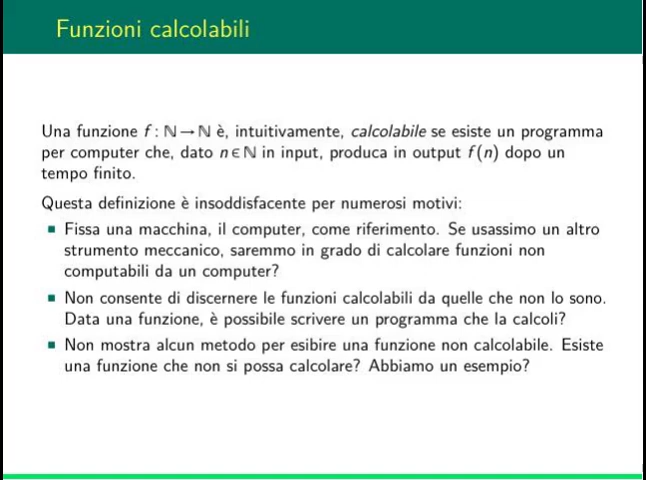 Funzioni calcolabili
Una funzione f : ℕ → ℕ è, intuitivamente, calcolabile se esiste un programma
per computer che, dato n ∈ ℕ in input, produca in output f(n) dopo un
tempo finito.
Questa definizione è insoddisfacente per numerosi motivi:
■ Fissa una macchina, il computer, come riferimento. Se usassimo un altro
strumento meccanico, saremmo in grado di calcolare funzioni non
computabili da un computer?
■ Non consente di discernere le funzioni calcolabili da quelle che non lo sono.
Data una funzione, è possibile scrivere un programma che la calcoli?
■ Non mostra alcun metodo per esibire una funzione non calcolabile. Esiste
una funzione che non si possa calcolare? Abbiamo un esempio?